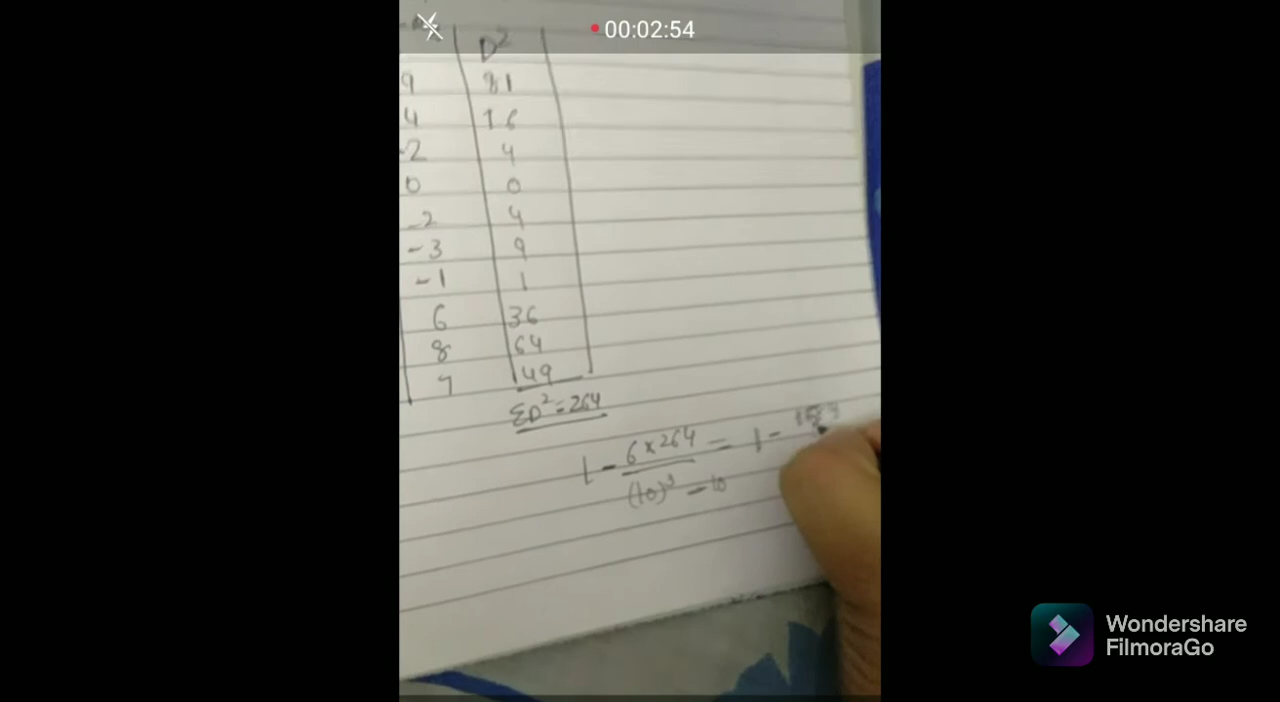 00:02:54
D²
9 81
4 16
-2 4
0 0
-2 4
-3 9
-1 1
6 36
8 64
7 49
ΣD² = 264
1 - 6×264 / (10)³ - 10 = 1 -
Wondershare
FilmoraGo